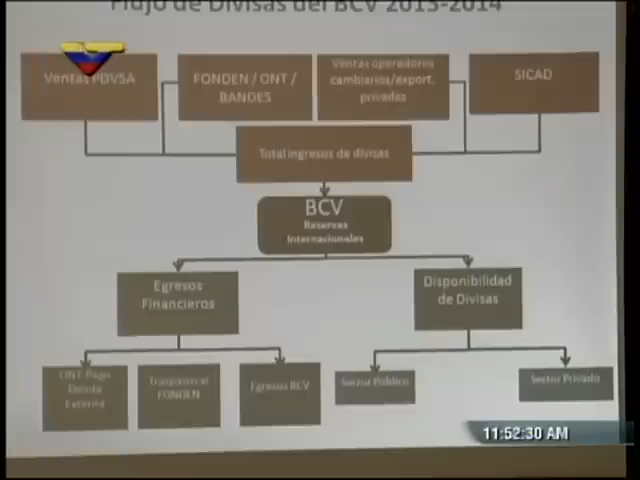 Flujo de Divisas del BCV 2013-2014
Ventas PDVSA
FONDEN / ONT /
BANDES
Ventas operadores
cambiarios/export.
privados
SICAD
Total ingresos de divisas
BCV
Reservas
Internacionales
Egresos
Financieros
Disponibilidad
de Divisas
ONT Pago
Deuda
Externa
FONDEN
Egresos BCV
Sector Público
Sector Privado
11:52:30 AM